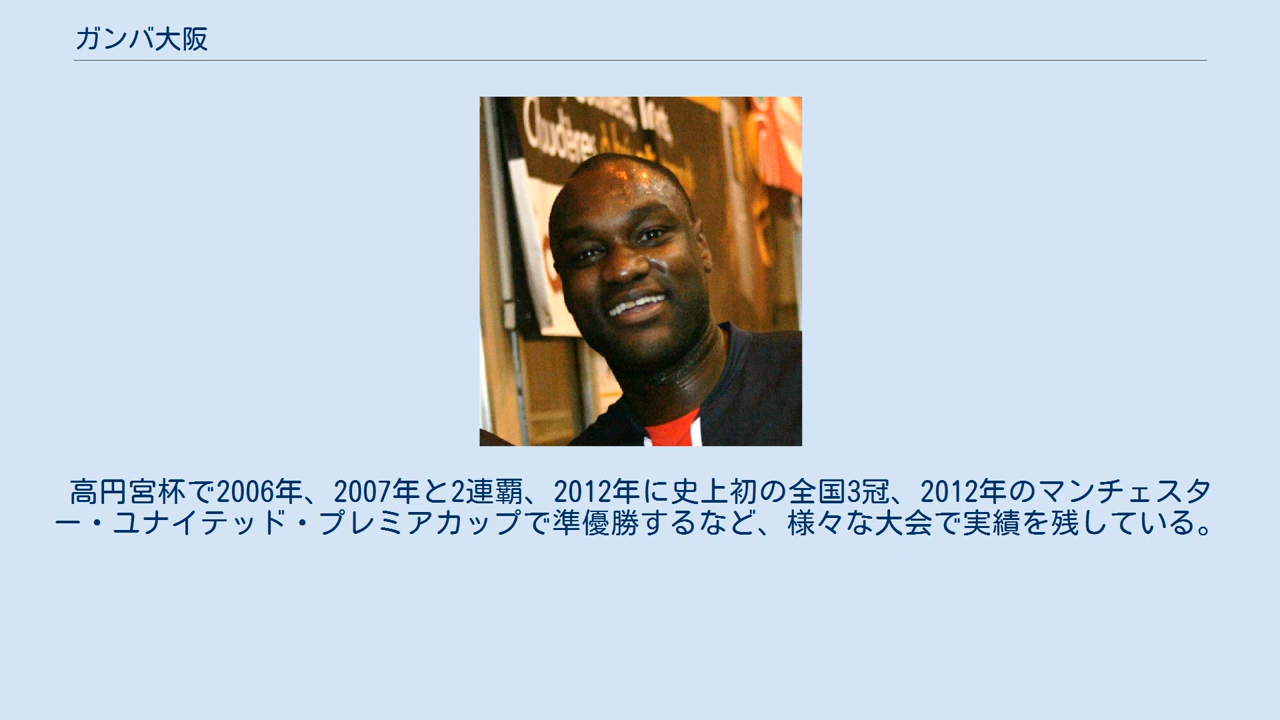 ガンバ大阪
Cloudères
高円宮杯で2006年、2007年と2連覇、2012年に史上初の全国3冠、2012年のマンチェスタ
ー・ユナイテッド・プレミアカップで準優勝するなど、様々な大会で実績を残している。